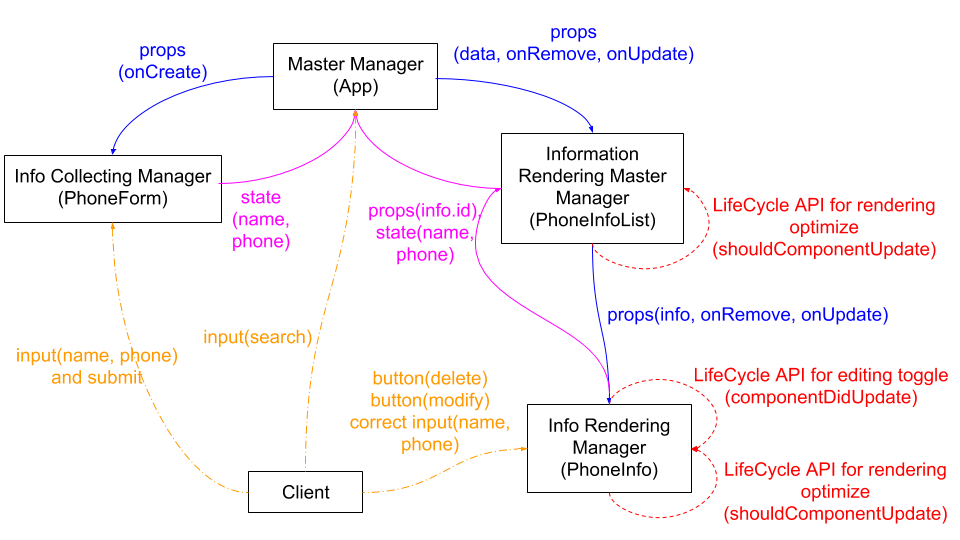 props
(data, onRemove, onUpdate)
props
(onCreate)
Master Manager
(App)
Info Collecting Manager
(PhoneForm)
Information
Rendering Master
Manager
(PhoneInfoList)
state
(name,
phone)
props(info.id),
state(name,
phone)
LifeCycle API for rendering
optimize
(shouldComponentUpdate)
props(info, onRemove, onUpdate)
input(search)
input(name, phone)
and submit
button(delete)
button(modify)
correct input(name,
phone)
LifeCycle API for editing toggle
(componentDidUpdate)
Info Rendering
Manager
(PhoneInfo)
LifeCycle API for rendering
optimize
(shouldComponentUpdate)
Client